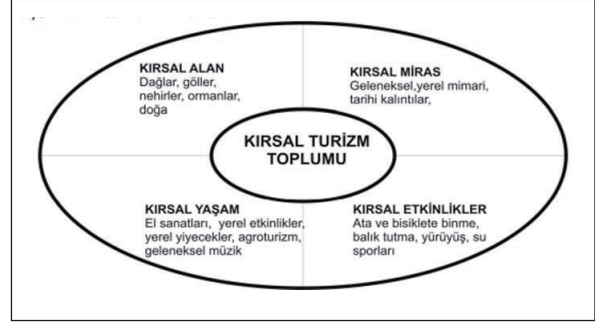 KIRSAL ALAN
Dağlar, göller,
nehirler, ormanlar,
doğa
KIRSAL MİRAS
Geleneksel,yerel mimari,
tarihi kalıntılar,
KIRSAL TURİZM
TOPLUMU
KIRSAL YAŞAM
El sanatları, yerel etkinlikler,
yerel yiyecekler, agroturizm,
geleneksel müzik
KIRSAL ETKİNLİKLER
Ata ve bisiklete binme,
balık tutma, yürüyüş, su
sporları